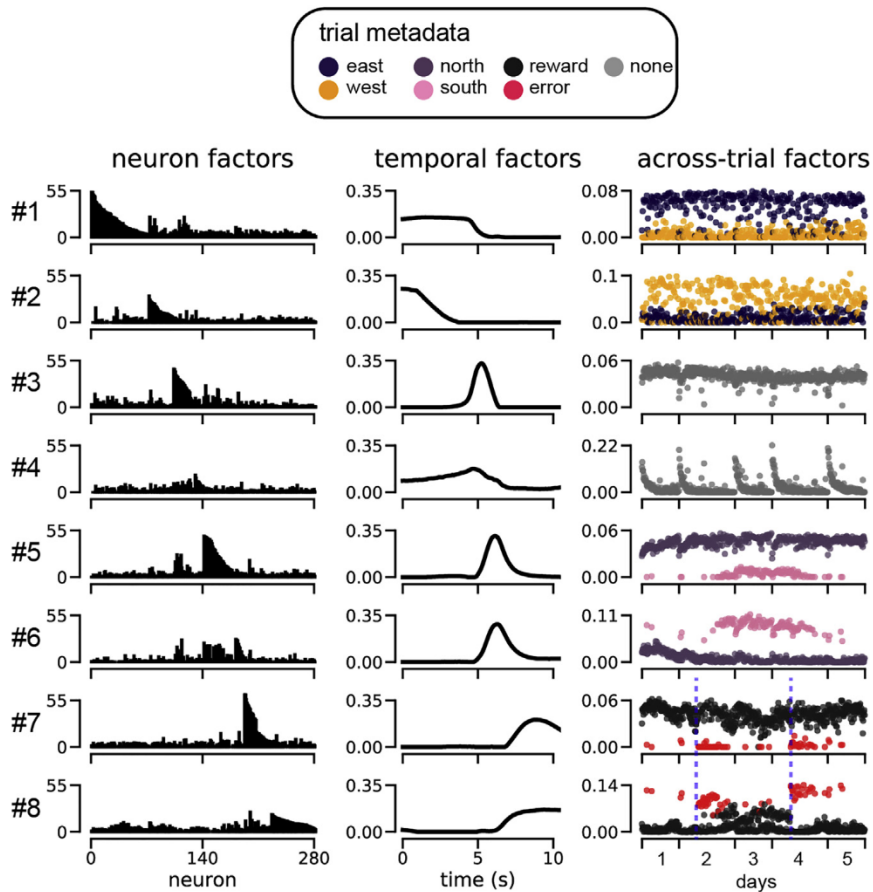 trial metadata
east north reward none
west south error
neuron factors temporal factors across-trial factors
#1 55 0 0.35 0.00 0.08 0.00
#2 55 0 0.35 0.00 0.1 0.0
#3 55 0 0.35 0.00 0.06 0.00
#4 55 0 0.35 0.00 0.22 0.00
#5 55 0 0.35 0.00 0.06 0.00
#6 55 0 0.35 0.00 0.11 0.00
#7 55 0 0.35 0.00 0.06 0.00
#8 55 0 0.35 0.00 0.14 0.00
0 140 280 0 5 10 1 2 3 4 5
neuron time (s) days